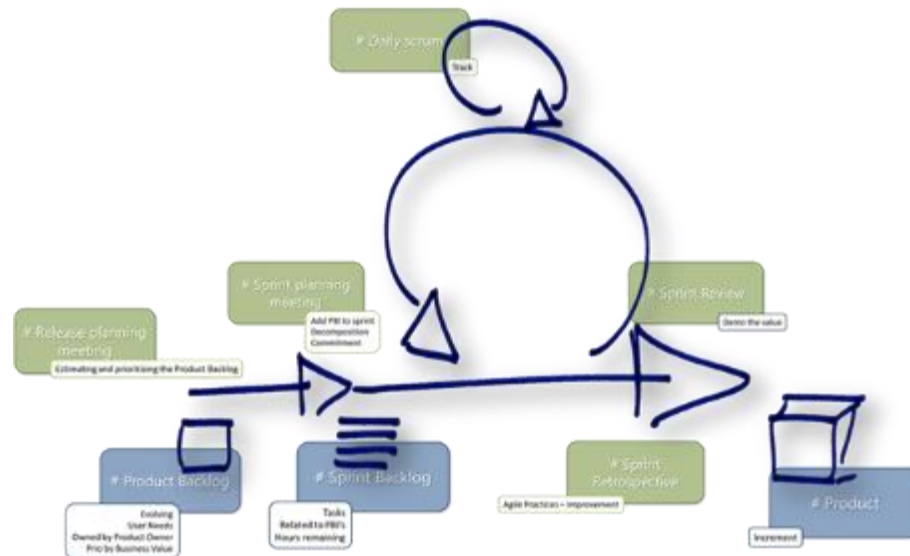 # Daily scrum
Track
# Sprint planning
meeting
Add PBI to sprint
Decomposition
Commitment
# Sprint Review
Demo the value
# Release planning
meeting
Estimating and prioritising the Product Backlog
# Product Backlog
Evolving
User Needs
Owned by Product Owner
Prio by Business Value
# Sprint Backlog
Tasks
Related to PBI's
Hours remaining
# Sprint
Retrospective
Agile Practices – Improvement
# Product
Increment